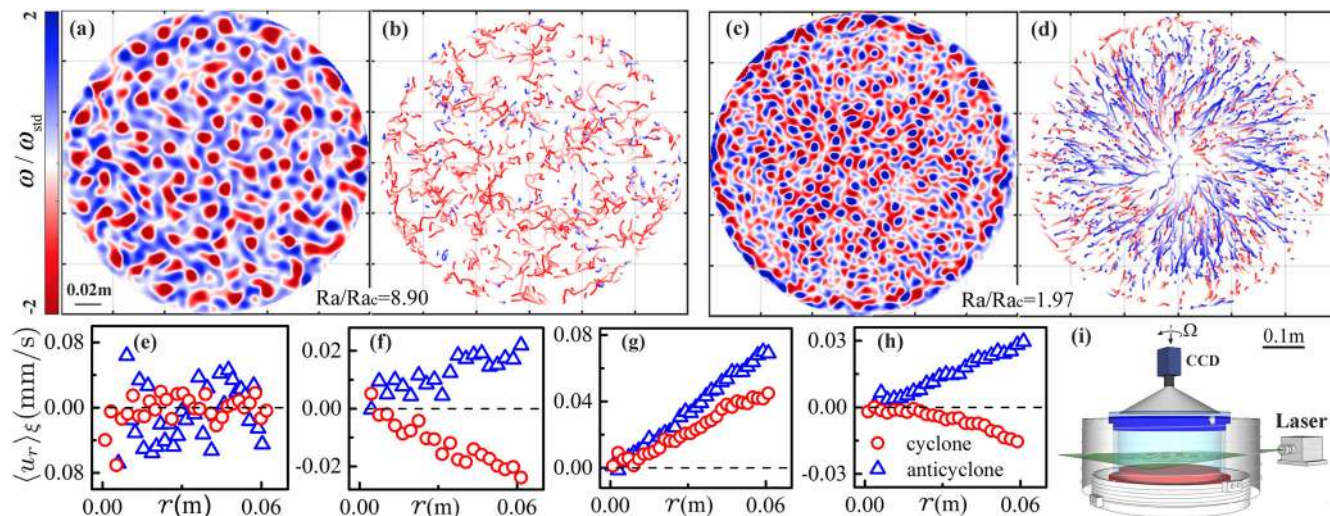 2
(a)
(b)
(c)
(d)
ω / ω_std
-2
0.02m
Ra/Ra_c=8.90
Ra/Ra_c=1.97
⟨u_r⟩_ξ (mm/s)
0.08
0.00
-0.08
(e)
0.00
r(m)
0.06
0.02
0.00
-0.02
(f)
0.00
r(m)
0.06
0.08
0.04
0.00
(g)
0.00
r(m)
0.06
0.03
0.00
-0.03
(h)
cyclone
anticyclone
0.00
r(m)
0.06
(i)
Ω
CCD
0.1m
Laser